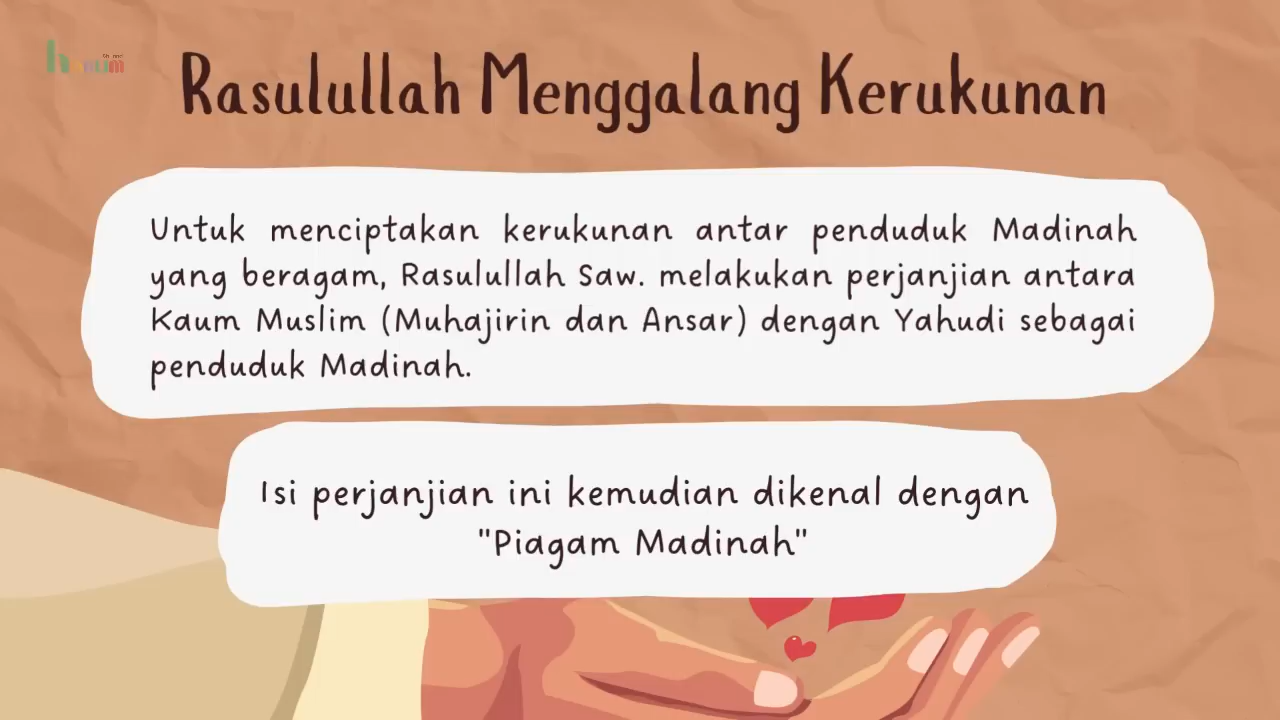 Rasulullah Menggalang Kerukunan
Untuk menciptakan kerukunan antar penduduk Madinah
yang beragam, Rasulullah Saw. melakukan perjanjian antara
Kaum Muslim (Muhajirin dan Ansar) dengan Yahudi sebagai
penduduk Madinah.
Isi perjanjian ini kemudian dikenal dengan
"Piagam Madinah"